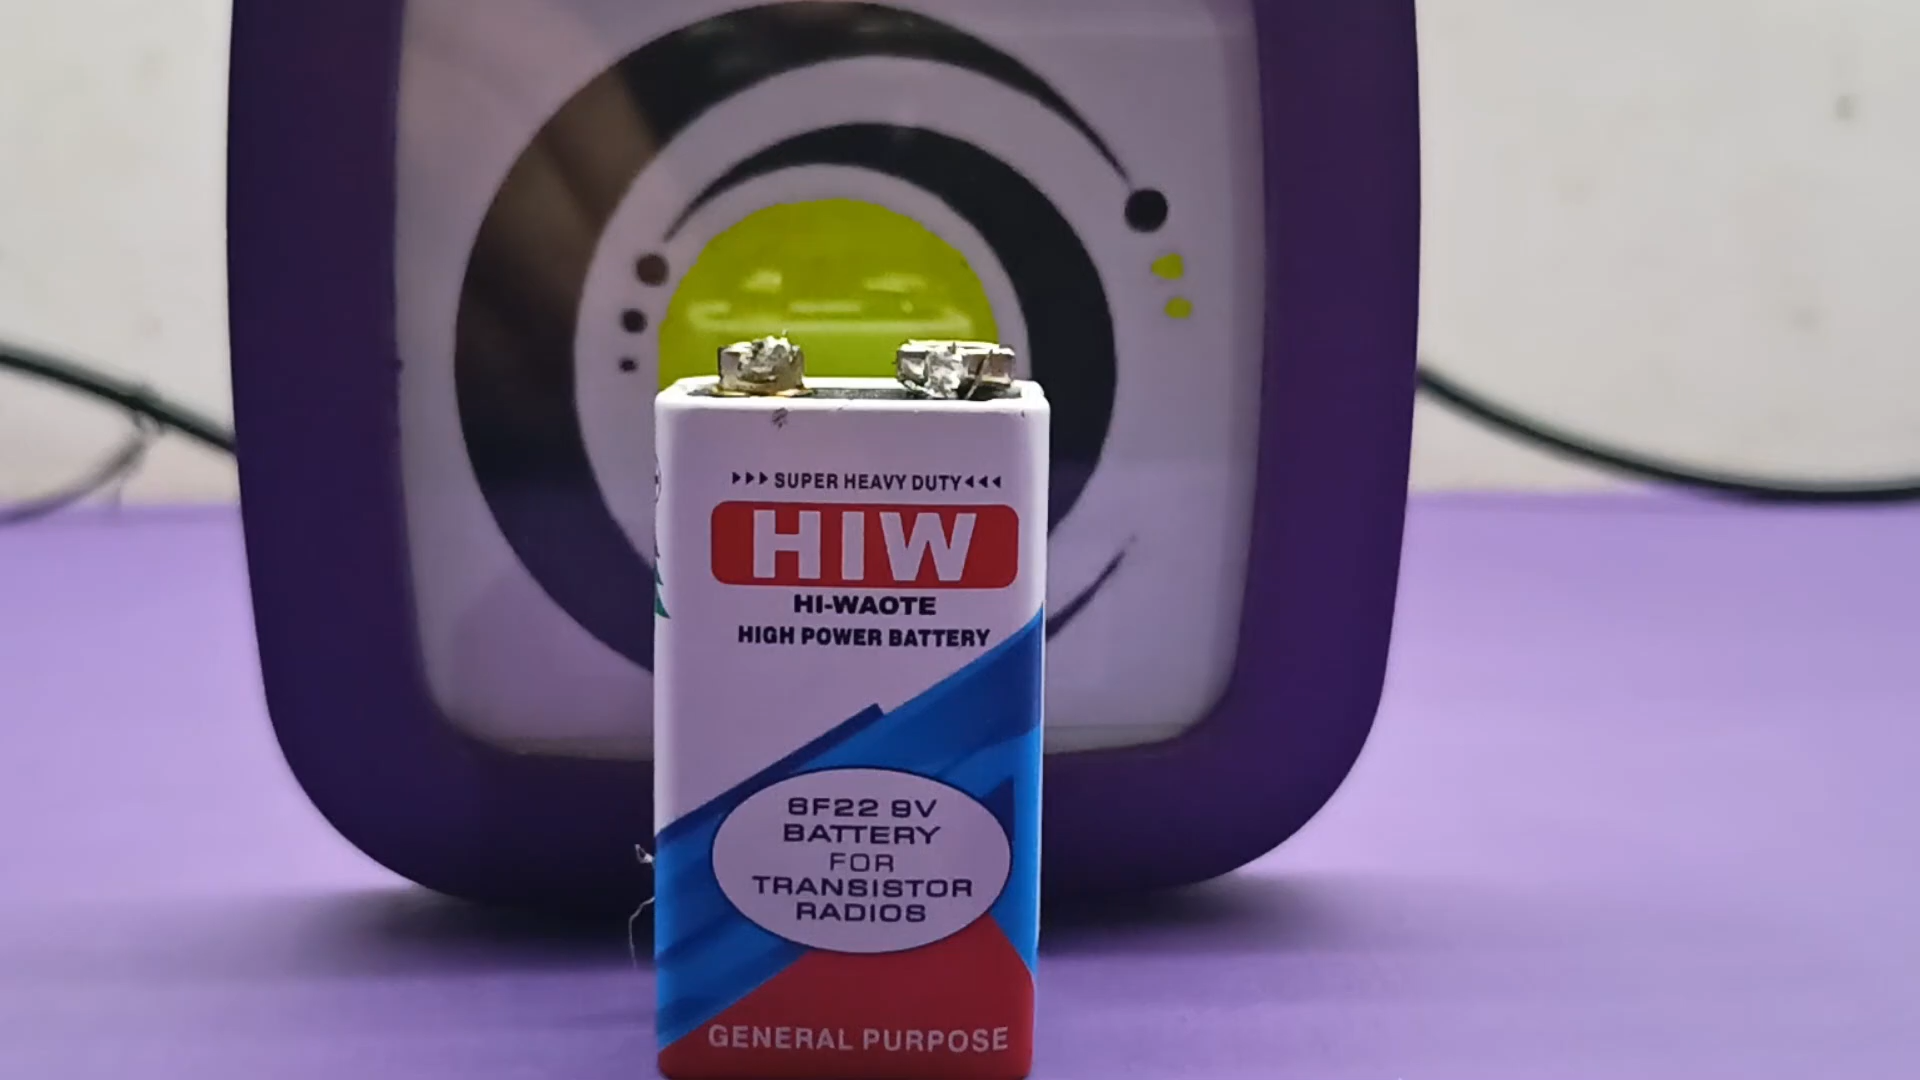 ▸▸▸ SUPER HEAVY DUTY ◂◂◂
HIW
HI-WAOTE
HIGH POWER BATTERY
6F22 9V
BATTERY
FOR
TRANSISTOR
RADIOS
GENERAL PURPOSE